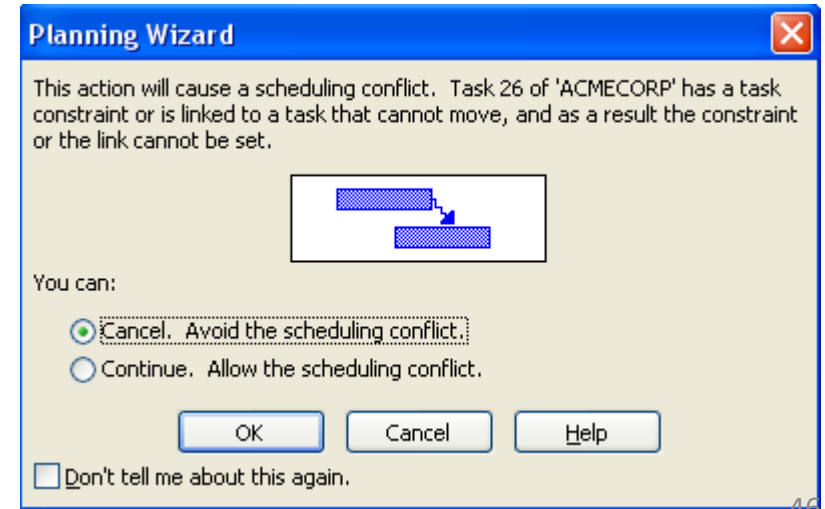 Planning Wizard
This action will cause a scheduling conflict. Task 26 of 'ACMECORP' has a task
constraint or is linked to a task that cannot move, and as a result the constraint
or the link cannot be set.
You can:
Cancel. Avoid the scheduling conflict.
Continue. Allow the scheduling conflict.
OK Cancel Help
Don't tell me about this again.